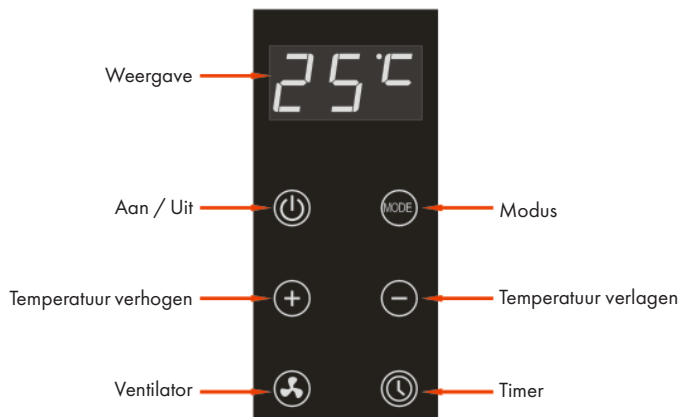 Weergave
25°C
Aan / Uit
MODE
Modus
Temperatuur verhogen
Temperatuur verlagen
Ventilator
Timer